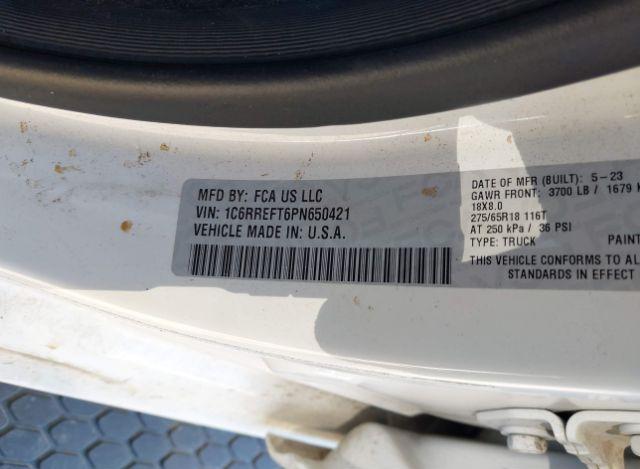 MFD BY: FCA US LLC
VIN: 1C6RREFT6PN650421
VEHICLE MADE IN: U.S.A.
DATE OF MFR (BUILT): 5-23
GAWR FRONT: 3700 LB / 1679 K
18X8.0
275/65R18 116T
AT 250 kPa / 36 PSI
TYPE: TRUCK PAINT
THIS VEHICLE CONFORMS TO AL
STANDARDS IN EFFECT